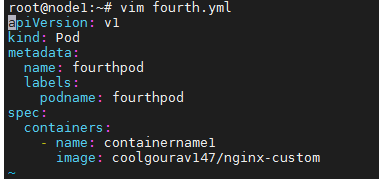 root@node1:~# vim fourth.yml
apiVersion: v1
kind: Pod
metadata:
  name: fourthpod
  labels:
    podname: fourthpod
spec:
  containers:
    - name: containername1
      image: coolgourav147/nginx-custom
~